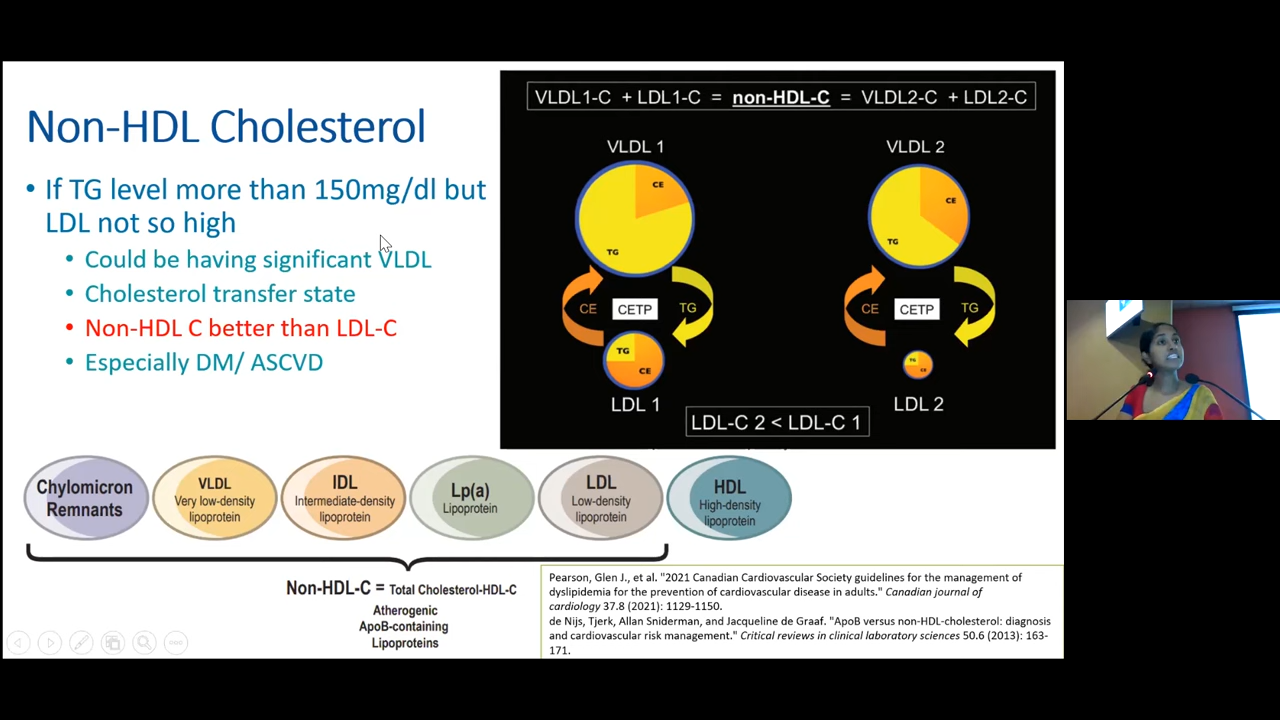 Non-HDL Cholesterol
• If TG level more than 150mg/dl but
LDL not so high
• Could be having significant VLDL
• Cholesterol transfer state
• Non-HDL C better than LDL-C
• Especially DM/ ASCVD
VLDL1-C + LDL1-C = non-HDL-C = VLDL2-C + LDL2-C
VLDL 1
CE
TG
CE
CETP
TG
TG
CE
LDL 1
VLDL 2
CE
TG
CE
CETP
TG
TG
CE
LDL 2
LDL-C 2 < LDL-C 1
Chylomicron
Remnants
VLDL
Very low-density
lipoprotein
IDL
Intermediate-density
lipoprotein
Lp(a)
Lipoprotein
LDL
Low-density
lipoprotein
HDL
High-density
lipoprotein
Non-HDL-C = Total Cholesterol-HDL-C
Atherogenic
ApoB-containing
Lipoproteins
Pearson, Glen J., et al. "2021 Canadian Cardiovascular Society guidelines for the management of
dyslipidemia for the prevention of cardiovascular disease in adults." Canadian journal of
cardiology 37.8 (2021): 1129-1150.
de Nijs, Tjerk, Allan Sniderman, and Jacqueline de Graaf. "ApoB versus non-HDL-cholesterol: diagnosis
and cardiovascular risk management." Critical reviews in clinical laboratory sciences 50.6 (2013): 163-
171.